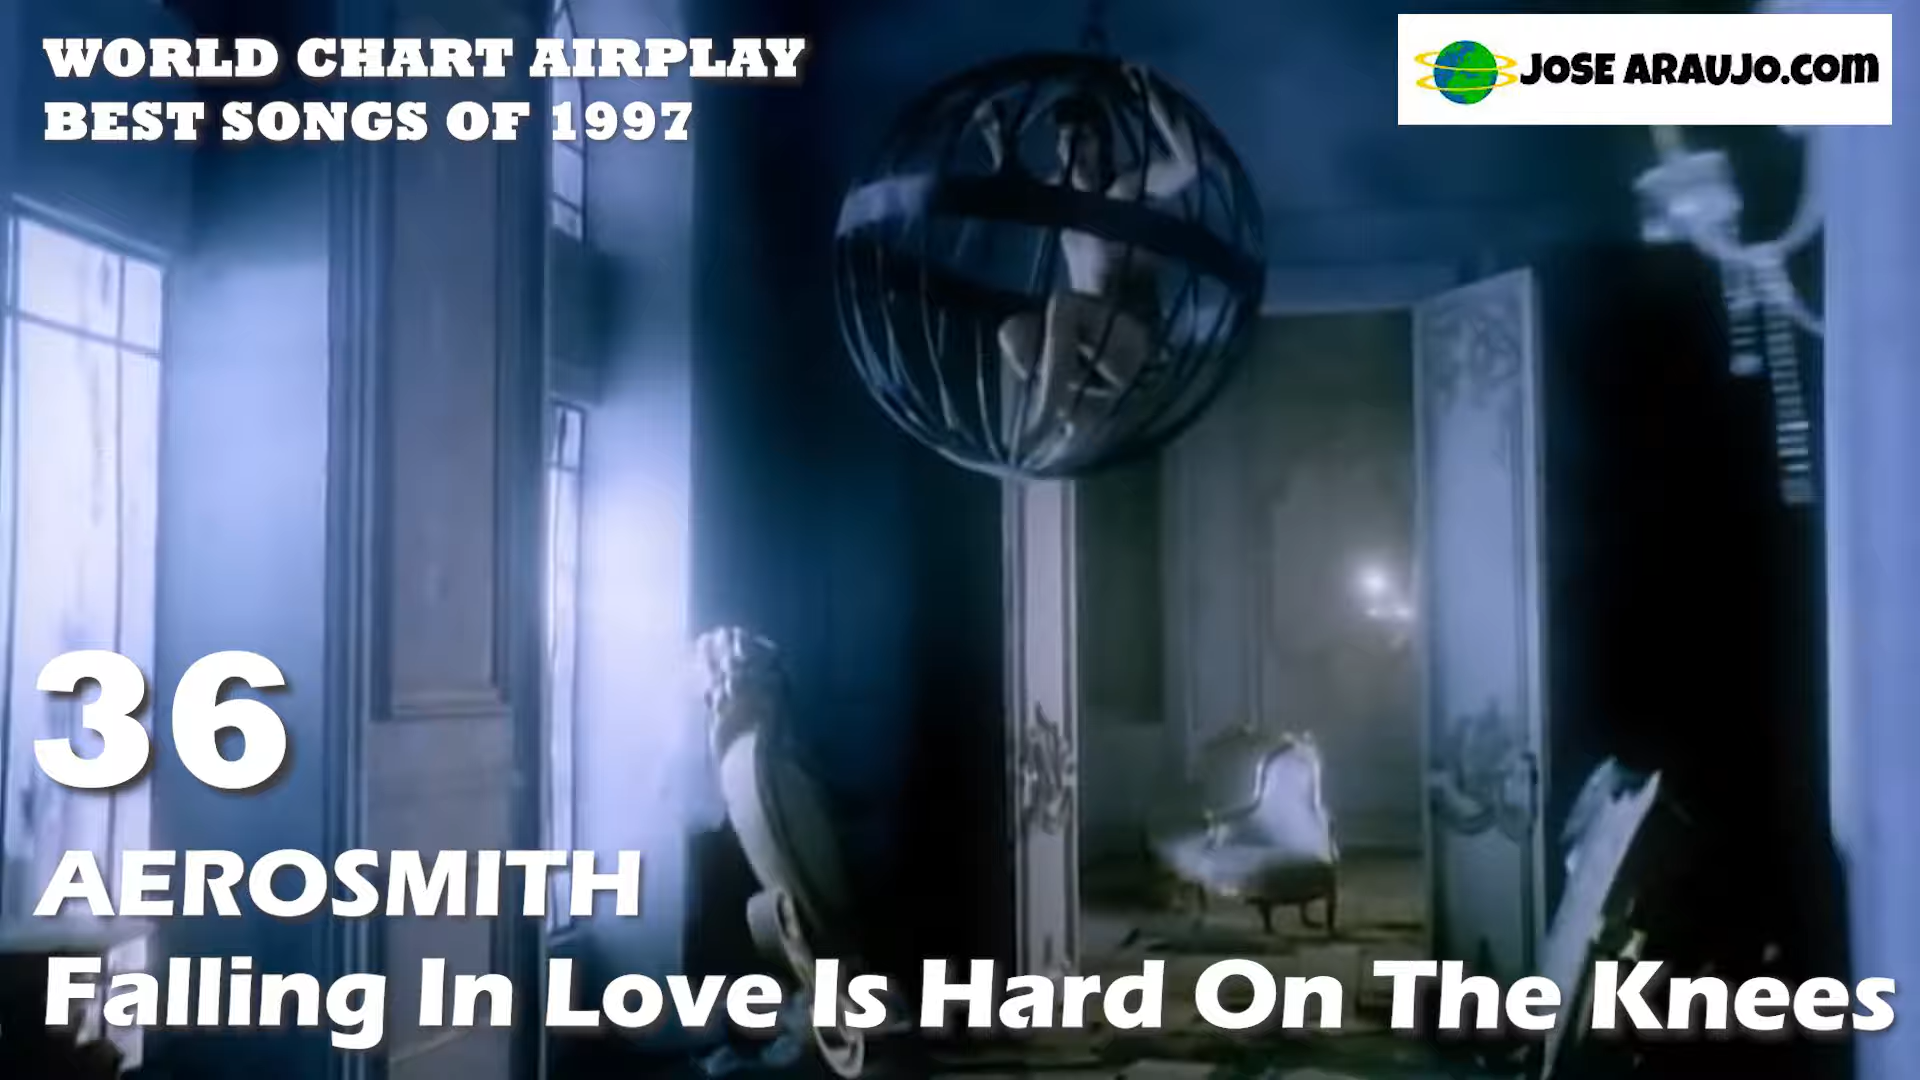 WORLD CHART AIRPLAY
BEST SONGS OF 1997
JOSE ARAUJO.com
36
AEROSMITH
Falling In Love Is Hard On The Knees